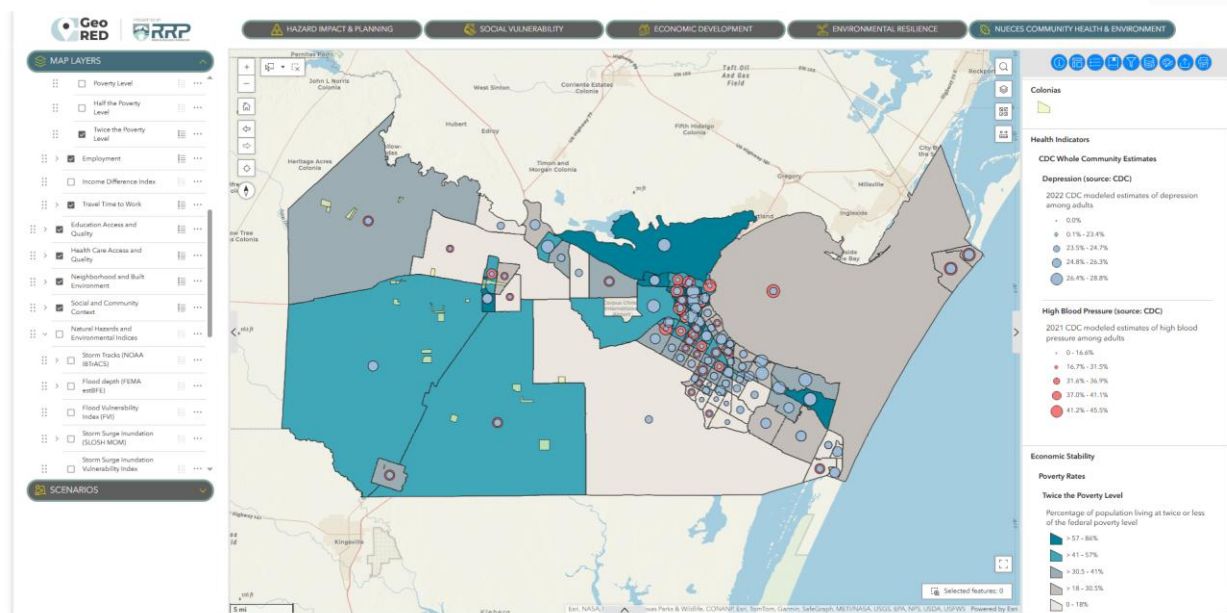 Geo
RED
RRP
HAZARD IMPACT & PLANNING
SOCIAL VULNERABILITY
ECONOMIC DEVELOPMENT
ENVIRONMENTAL RESILIENCE
NUECES COMMUNITY HEALTH & ENVIRONMENT
MAP LAYERS
Poverty Level
Half the Poverty
Level
Twice the Poverty
Level
Employment
Income Difference Index
Travel Time to Work
Education Access and
Quality
Health Care Access and
Quality
Neighborhood and Built
Environment
Social and Community
Context
Natural Hazards and
Environmental Indices
Storm Tracks (NOAA
IBTrACS)
Flood depth (FEMA
estBFE)
Flood Vulnerability
Index (FVI)
Storm Surge Inundation
(SLOSH MOM)
Storm Surge Inundation
Vulnerability Index
SCENARIOS
John L Norris
Colonia
West Sinton
Corriente Estated
Colonia
Taft Oil
And Gas
Field
Rockport
Hubert
Edroy
Fifth Hidalgo
Colonia
Heritage Acres
Colonia
Timon and
Morgan Colonia
Gregory
Millsville
Ingleside
Corpus Christi
International
Kingsville
5 mi
Selected features: 0
Powered by Esri
Colonias
Health Indicators
CDC Whole Community Estimates
Depression (source: CDC)
2022 CDC modeled estimates of depression
among adults
0.0%
0.1% - 23.4%
23.5% - 24.7%
24.8% - 26.3%
26.4% - 28.8%
High Blood Pressure (source: CDC)
2021 CDC modeled estimates of high blood
pressure among adults
0 - 16.6%
16.7% - 31.5%
31.6% - 36.9%
37.0% - 41.1%
41.2% - 45.5%
Economic Stability
Poverty Rates
Twice the Poverty Level
Percentage of population living at twice or less
of the federal poverty level
> 57 - 86%
> 41 - 57%
> 30.5 - 41%
> 18 - 30.5%
0 - 18%